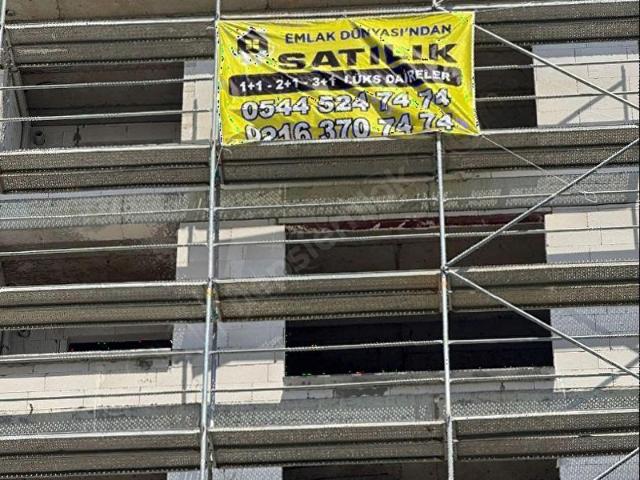 EMLAK DÜNYASI'NDAN
SATILIK
1+1 - 2+1 - 3+1 LÜKS DAİRELER
0544 524 74 74
0216 370 74 74